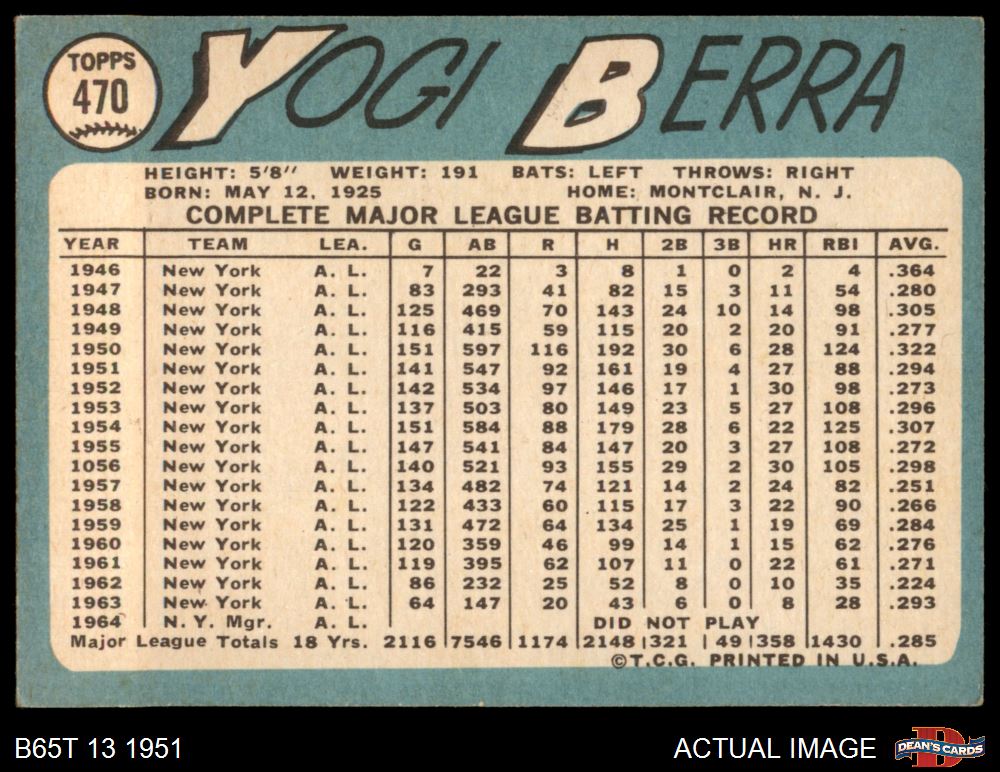 TOPPS
470
YOGI BERRA
HEIGHT: 5'8" WEIGHT: 191 BATS: LEFT THROWS: RIGHT
BORN: MAY 12, 1925 HOME: MONTCLAIR, N. J.
COMPLETE MAJOR LEAGUE BATTING RECORD
YEAR TEAM LEA. G AB R H 2B 3B HR RBI AVG.
1946 New York A. L. 7 22 3 8 1 0 2 4 .364
1947 New York A. L. 83 293 41 82 15 3 11 54 .280
1948 New York A. L. 125 469 70 143 24 10 14 98 .305
1949 New York A. L. 116 415 59 115 20 2 20 91 .277
1950 New York A. L. 151 597 116 192 30 6 28 124 .322
1951 New York A. L. 141 547 92 161 19 4 27 88 .294
1952 New York A. L. 142 534 97 146 17 1 30 98 .273
1953 New York A. L. 137 503 80 149 23 5 27 108 .296
1954 New York A. L. 151 584 88 179 28 6 22 125 .307
1955 New York A. L. 147 541 84 147 20 3 27 108 .272
1056 New York A. L. 140 521 93 155 29 2 30 105 .298
1957 New York A. L. 134 482 74 121 14 2 24 82 .251
1958 New York A. L. 122 433 60 115 17 3 22 90 .266
1959 New York A. L. 131 472 64 134 25 1 19 69 .284
1960 New York A. L. 120 359 46 99 14 1 15 62 .276
1961 New York A. L. 119 395 62 107 11 0 22 61 .271
1962 New York A. L. 86 232 25 52 8 0 10 35 .224
1963 New York A. L. 64 147 20 43 6 0 8 28 .293
1964 N. Y. Mgr. A. L. DID NOT PLAY
Major League Totals 18 Yrs. 2116 7546 1174 2148 321 49 358 1430 .285
©T.C.G. PRINTED IN U.S.A.
B65T 13 1951 ACTUAL IMAGE
DEAN'S CARDS